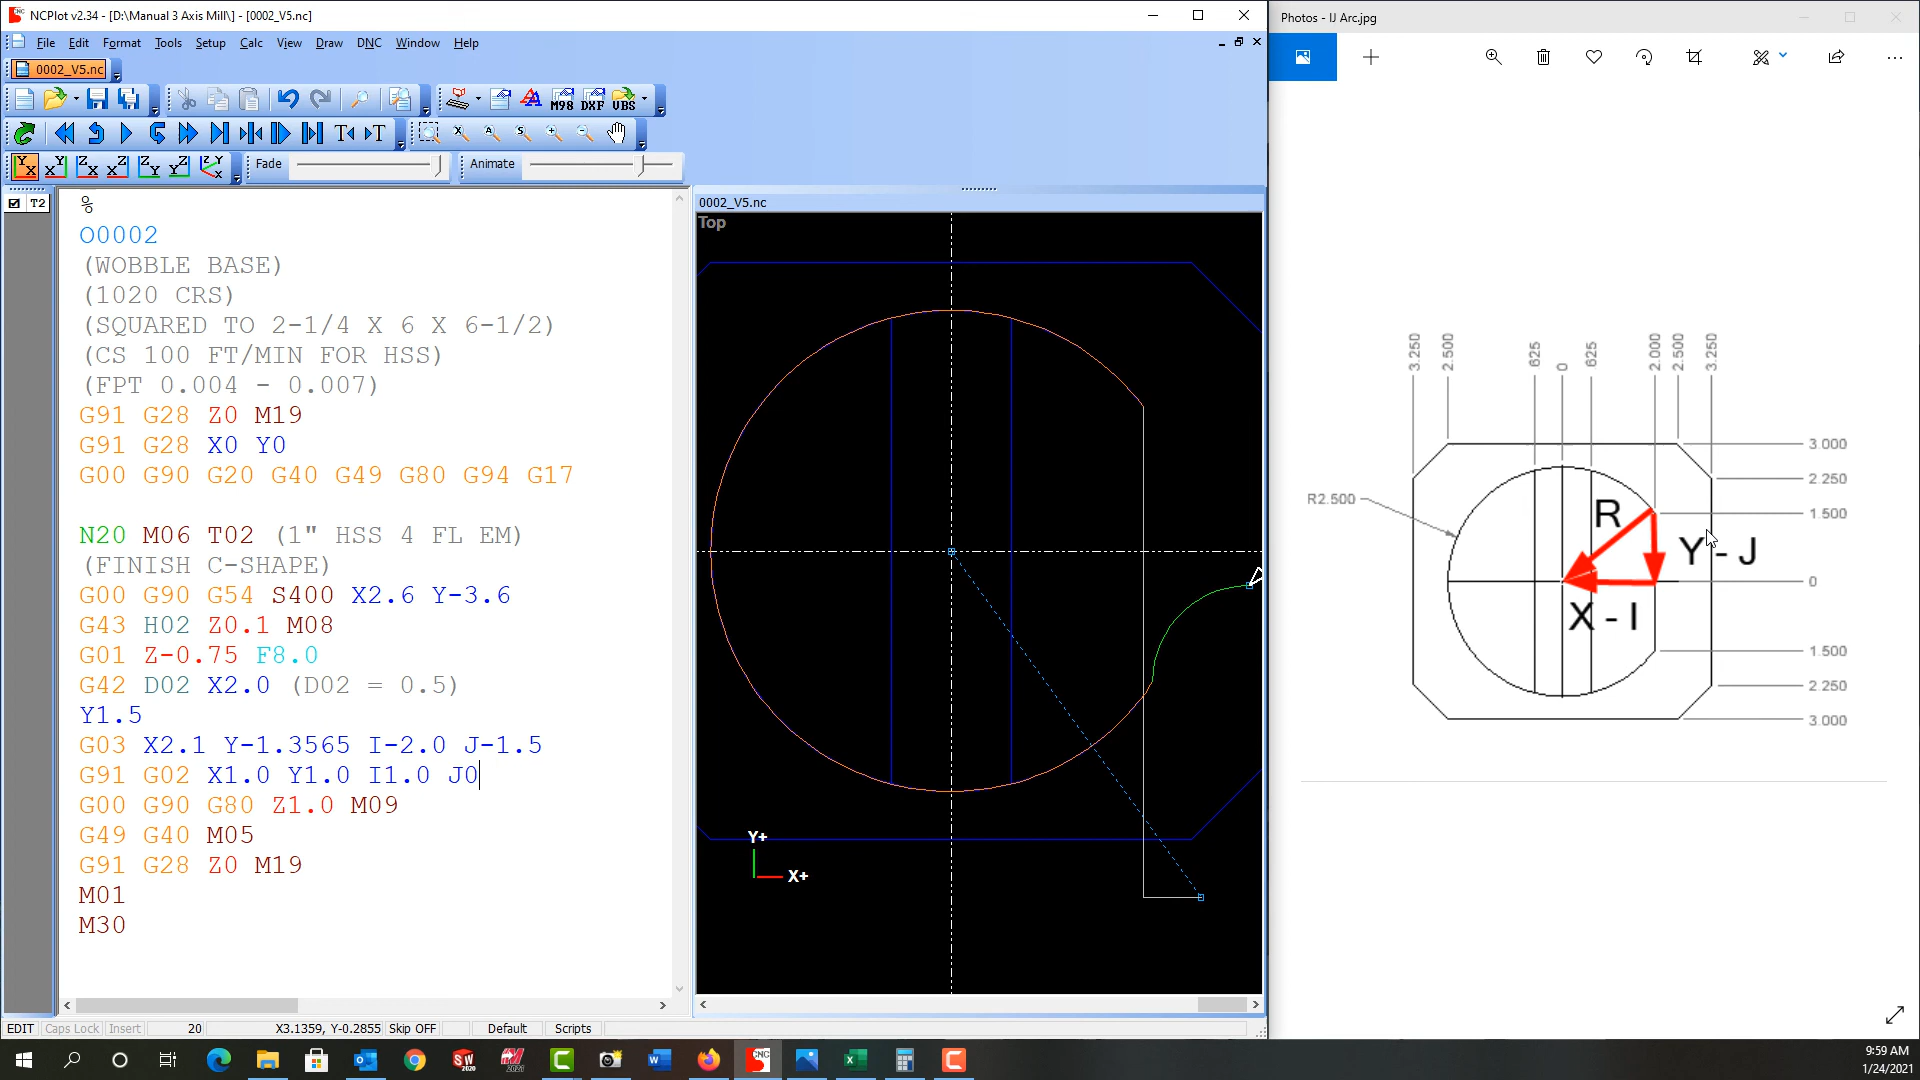 NCPlot v2.34 - [D:\Manual 3 Axis Mill\] - [0002_V5.nc]
Photos - IJ Arc.jpg
File Edit Format Tools Setup Calc View Draw DNC Window Help
0002_V5.nc
M98 DXF VBS
Fade
Animate
T2
%
O0002
(WOBBLE BASE)
(1020 CRS)
(SQUARED TO 2-1/4 X 6 X 6-1/2)
(CS 100 FT/MIN FOR HSS)
(FPT 0.004 - 0.007)
G91 G28 Z0 M19
G91 G28 X0 Y0
G00 G90 G20 G40 G49 G80 G94 G17
N20 M06 T02 (1" HSS 4 FL EM)
(FINISH C-SHAPE)
G00 G90 G54 S400 X2.6 Y-3.6
G43 H02 Z0.1 M08
G01 Z-0.75 F8.0
G42 D02 X2.0 (D02 = 0.5)
Y1.5
G03 X2.1 Y-1.3565 I-2.0 J-1.5
G91 G02 X1.0 Y1.0 I1.0 J0
G00 G90 G80 Z1.0 M09
G49 G40 M05
G91 G28 Z0 M19
M01
M30
0002_V5.nc
Top
Y+
X+
3.250
2.500
.625
0
.625
2.000
2.500
3.250
3.000
2.250
1.500
0
1.500
2.250
3.000
R2.500
R
Y - J
X - I
EDIT Caps Lock Insert 20 X3.1359, Y-0.2855 Skip OFF Default Scripts
9:59 AM
1/24/2021